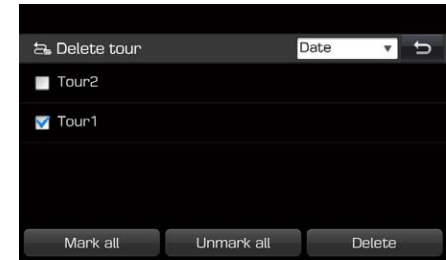 Delete tour
Date
Tour2
Tour1
Mark all
Unmark all
Delete